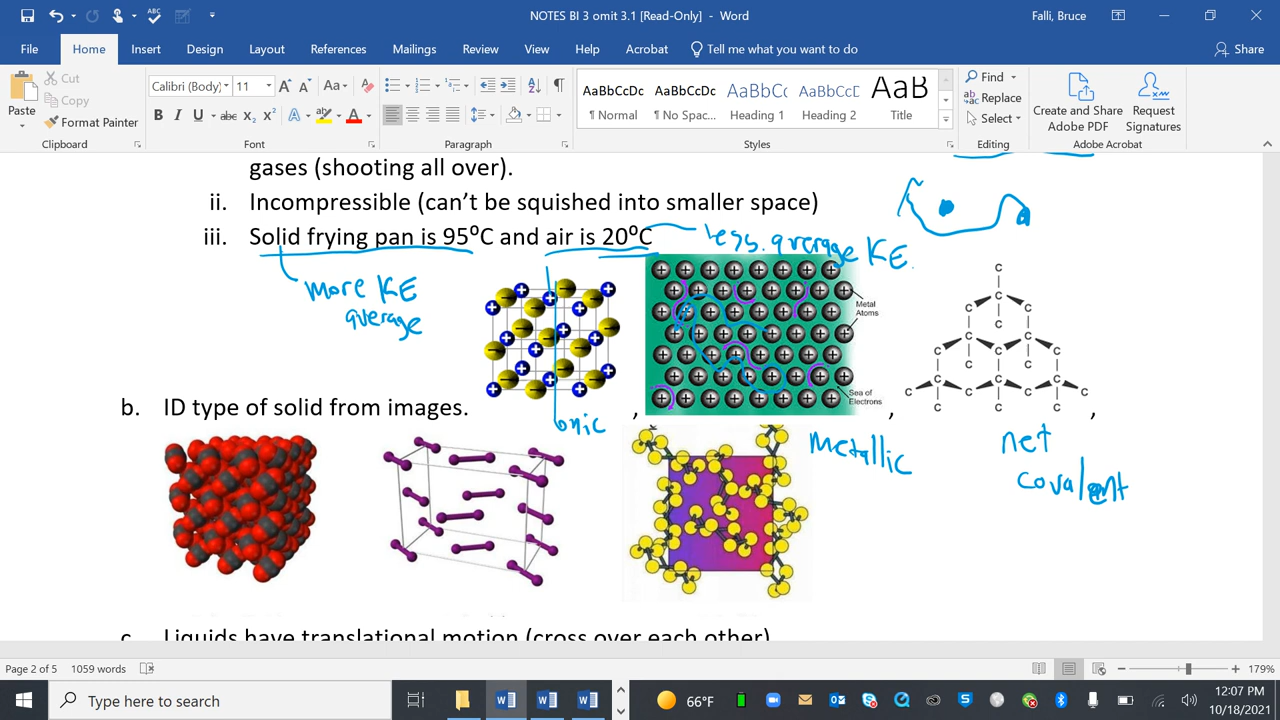 NOTES BI 3 omit 3.1 [Read-Only] - Word
Falli, Bruce
File Home Insert Design Layout References Mailings Review View Help Acrobat Tell me what you want to do Share
Paste
Cut
Copy
Format Painter
Clipboard
Calibri (Body) 11
B I U abc x₂ x²
Font
Paragraph
AaBbCcDc AaBbCcDc AaBbCc AaBbCcD AaB
¶ Normal ¶ No Spac... Heading 1 Heading 2 Title
Styles
Find
Replace
Select
Editing
Create and Share
Adobe PDF
Request
Signatures
Adobe Acrobat
gases (shooting all over).
ii. Incompressible (can’t be squished into smaller space)
iii. Solid frying pan is 95⁰C and air is 20⁰C
less average KE.
more KE
average
Metal
Atoms
Sea of
Electrons
b. ID type of solid from images. , , ,
ionic
Metallic
net
covalent
c. Liquids have translational motion (cross over each other)
Page 2 of 5 1059 words 179%
Type here to search
66°F
12:07 PM
10/18/2021